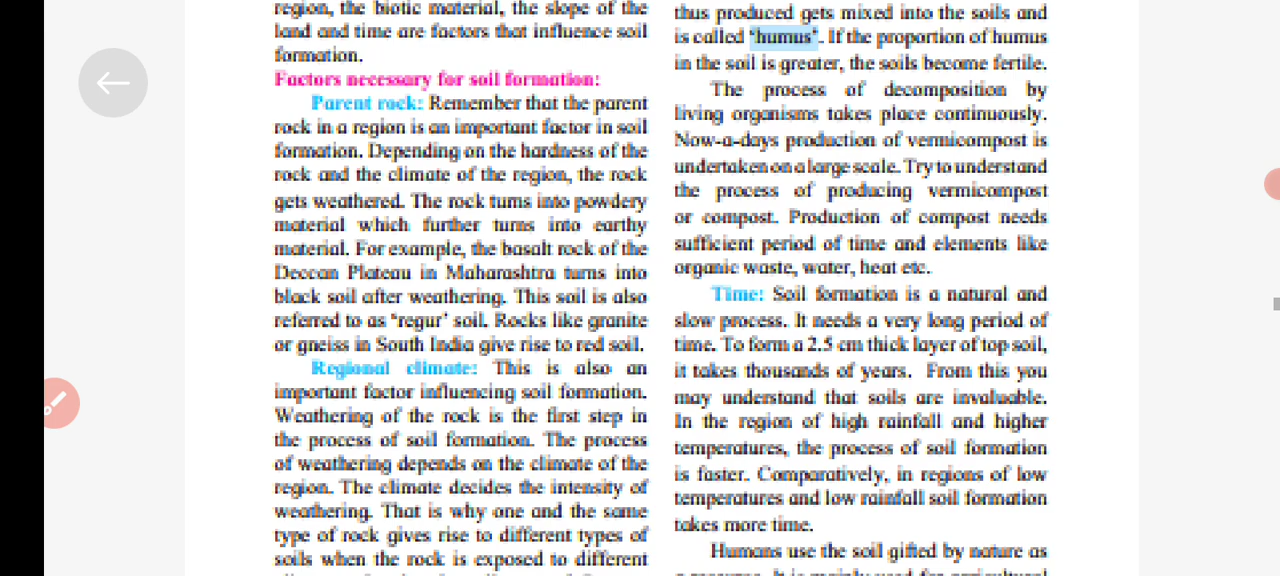 region, the biotic material, the slope of the
land and time are factors that influence soil
formation.
Factors necessary for soil formation:
Parent rock: Remember that the parent
rock in a region is an important factor in soil
formation. Depending on the hardness of the
rock and the climate of the region, the rock
gets weathered. The rock turns into powdery
material which further turns into earthy
material. For example, the basalt rock of the
Deccan Plateau in Maharashtra turns into
black soil after weathering. This soil is also
referred to as ‘regur’ soil. Rocks like granite
or gneiss in South India give rise to red soil.
Regional climate: This is also an
important factor influencing soil formation.
Weathering of the rock is the first step in
the process of soil formation. The process
of weathering depends on the climate of the
region. The climate decides the intensity of
weathering. That is why one and the same
type of rock gives rise to different types of
soils when the rock is exposed to different
thus produced gets mixed into the soils and
is called ‘humus’. If the proportion of humus
in the soil is greater, the soils become fertile.
The process of decomposition by
living organisms takes place continuously.
Now-a-days production of vermicompost is
undertaken on a large scale. Try to understand
the process of producing vermicompost
or compost. Production of compost needs
sufficient period of time and elements like
organic waste, water, heat etc.
Time: Soil formation is a natural and
slow process. It needs a very long period of
time. To form a 2.5 cm thick layer of top soil,
it takes thousands of years. From this you
may understand that soils are invaluable.
In the region of high rainfall and higher
temperatures, the process of soil formation
is faster. Comparatively, in regions of low
temperatures and low rainfall soil formation
takes more time.
Humans use the soil gifted by nature as